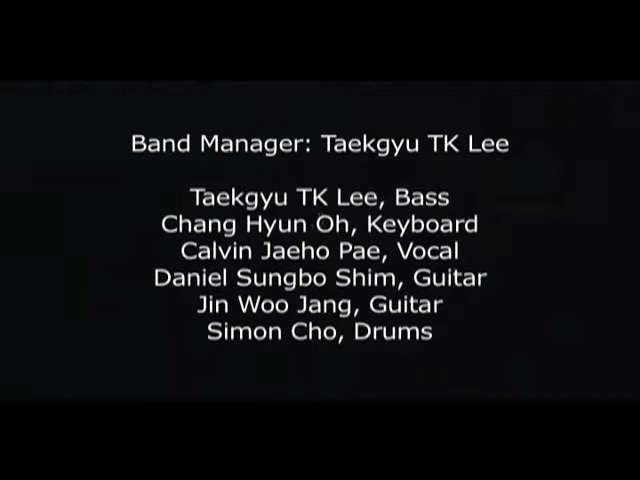 Band Manager: Taekgyu TK Lee
Taekgyu TK Lee, Bass
Chang Hyun Oh, Keyboard
Calvin Jaeho Pae, Vocal
Daniel Sungbo Shim, Guitar
Jin Woo Jang, Guitar
Simon Cho, Drums